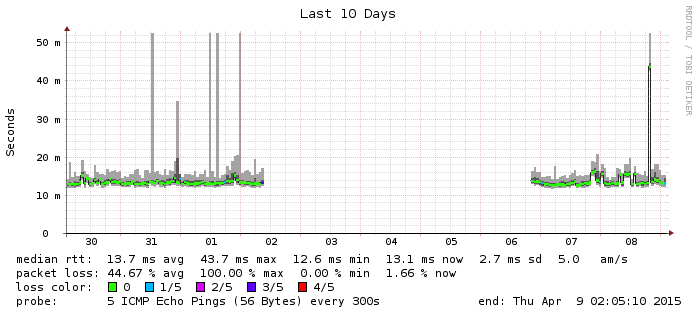 Last 10 Days
RRDTOOL / TOBI OETIKER
Seconds
50 m
40 m
30 m
20 m
10 m
0
30 31 01 02 03 04 05 06 07 08
median rtt: 13.7 ms avg 43.7 ms max 12.6 ms min 13.1 ms now 2.7 ms sd 5.0 am/s
packet loss: 44.67 % avg 100.00 % max 0.00 % min 1.66 % now
loss color: 0 1/5 2/5 3/5 4/5
probe: 5 ICMP Echo Pings (56 Bytes) every 300s end: Thu Apr 9 02:05:10 2015